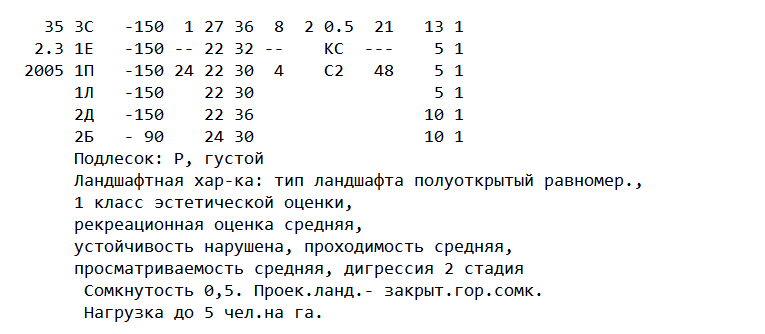 35 3С -150 1 27 36 8 2 0.5 21 13 1
2.3 1Е -150 -- 22 32 -- КС --- 5 1
2005 1П -150 24 22 30 4 С2 48 5 1
1Л -150 22 30 5 1
2Д -150 22 36 10 1
2Б - 90 24 30 10 1
Подлесок: Р, густой
Ландшафтная хар-ка: тип ландшафта полуоткрытый равномер.,
1 класс эстетической оценки,
рекреационная оценка средняя,
устойчивость нарушена, проходимость средняя,
просматриваемость средняя, дигрессия 2 стадия
Сомкнутость 0,5. Проек.ланд.- закрыт.гор.сомк.
Нагрузка до 5 чел.на га.